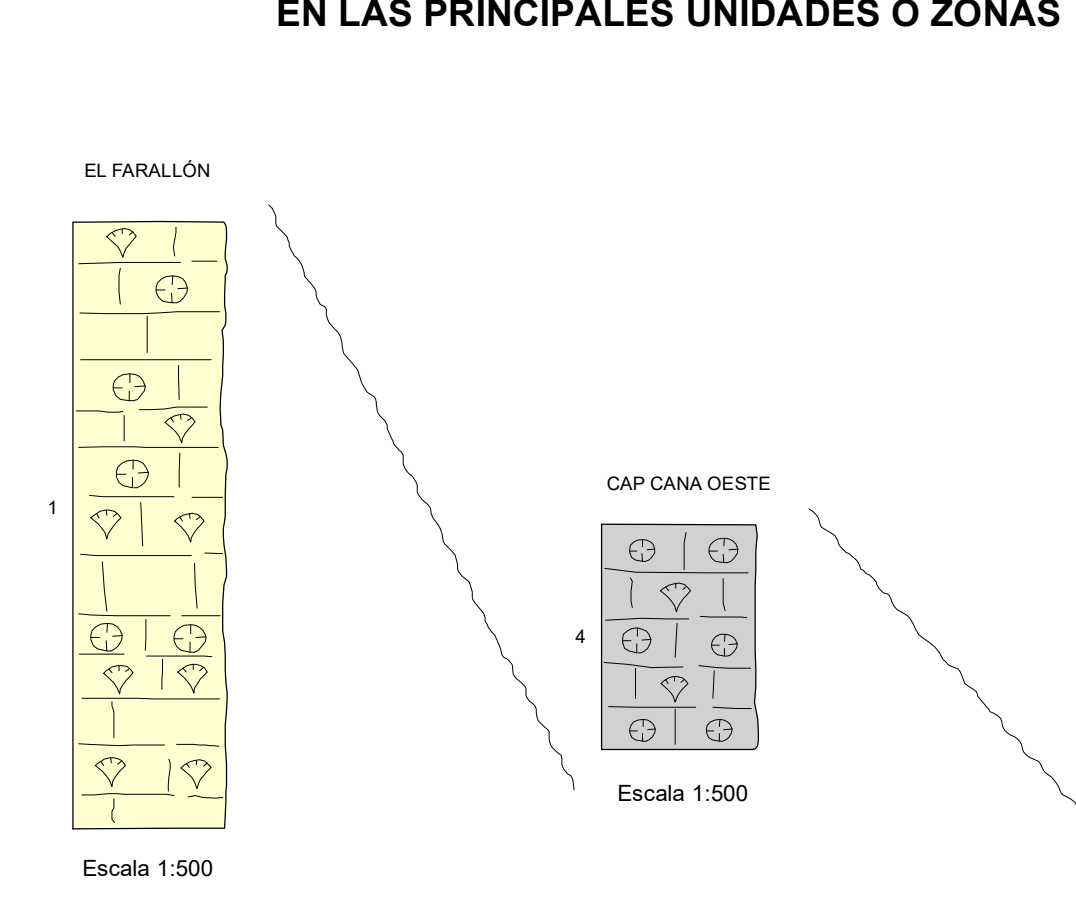 EN LAS PRINCIPALES UNIDADES O ZONAS
EL FARALLÓN
CAP CANA OESTE
1
4
Escala 1:500
Escala 1:500